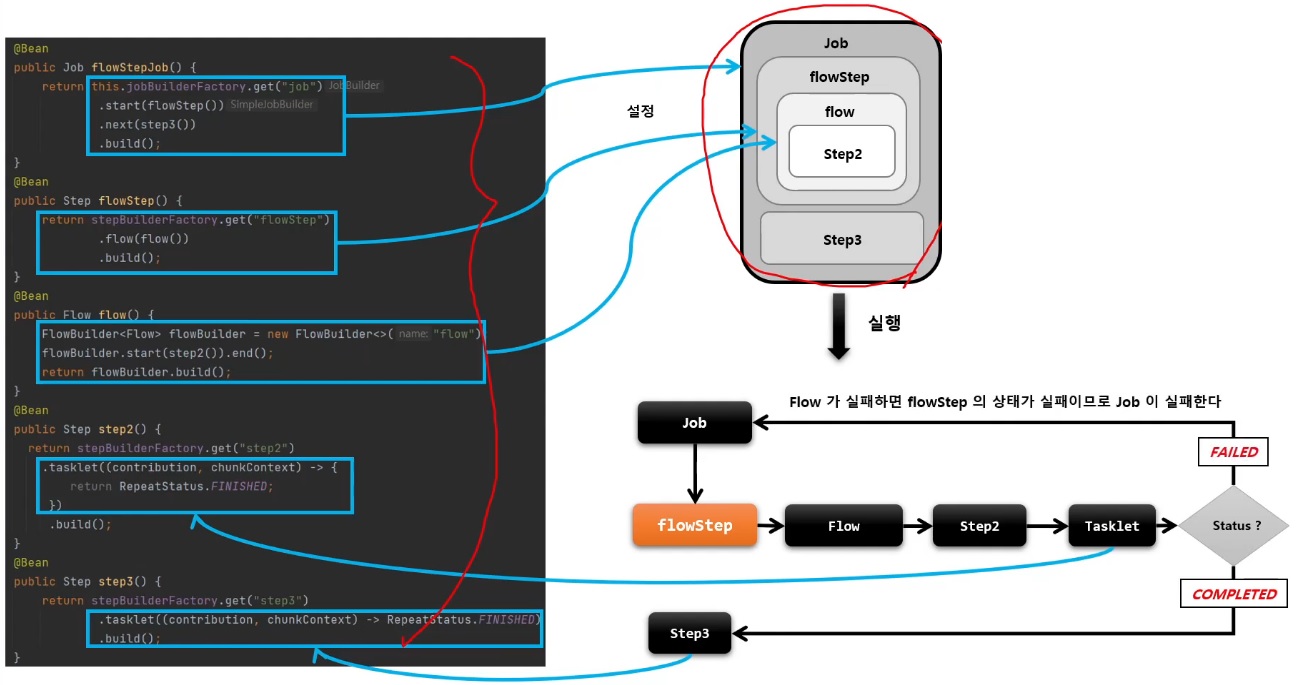 @Bean
public Job flowStepJob() {
return this.jobBuilderFactory.get("job") JobBuilder
.start(flowStep()) SimpleJobBuilder
.next(step3())
.build();
}
@Bean
public Step flowStep() {
return stepBuilderFactory.get("flowStep")
.flow(flow())
.build();
}
@Bean
public Flow flow() {
FlowBuilder<Flow> flowBuilder = new FlowBuilder<>( name: "flow")
flowBuilder.start(step2()).end();
return flowBuilder.build();
}
@Bean
public Step step2() {
return stepBuilderFactory.get("step2")
.tasklet((contribution, chunkContext) -> {
return RepeatStatus.FINISHED;
})
.build();
}
@Bean
public Step step3() {
return stepBuilderFactory.get("step3")
.tasklet((contribution, chunkContext) -> RepeatStatus.FINISHED)
.build();
}
설정
Job
flowStep
flow
Step2
Step3
실행
Flow 가 실패하면 flowStep 의 상태가 실패이므로 Job 이 실패한다
Job
FAILED
flowStep
Flow
Step2
Tasklet
Status ?
COMPLETED
Step3